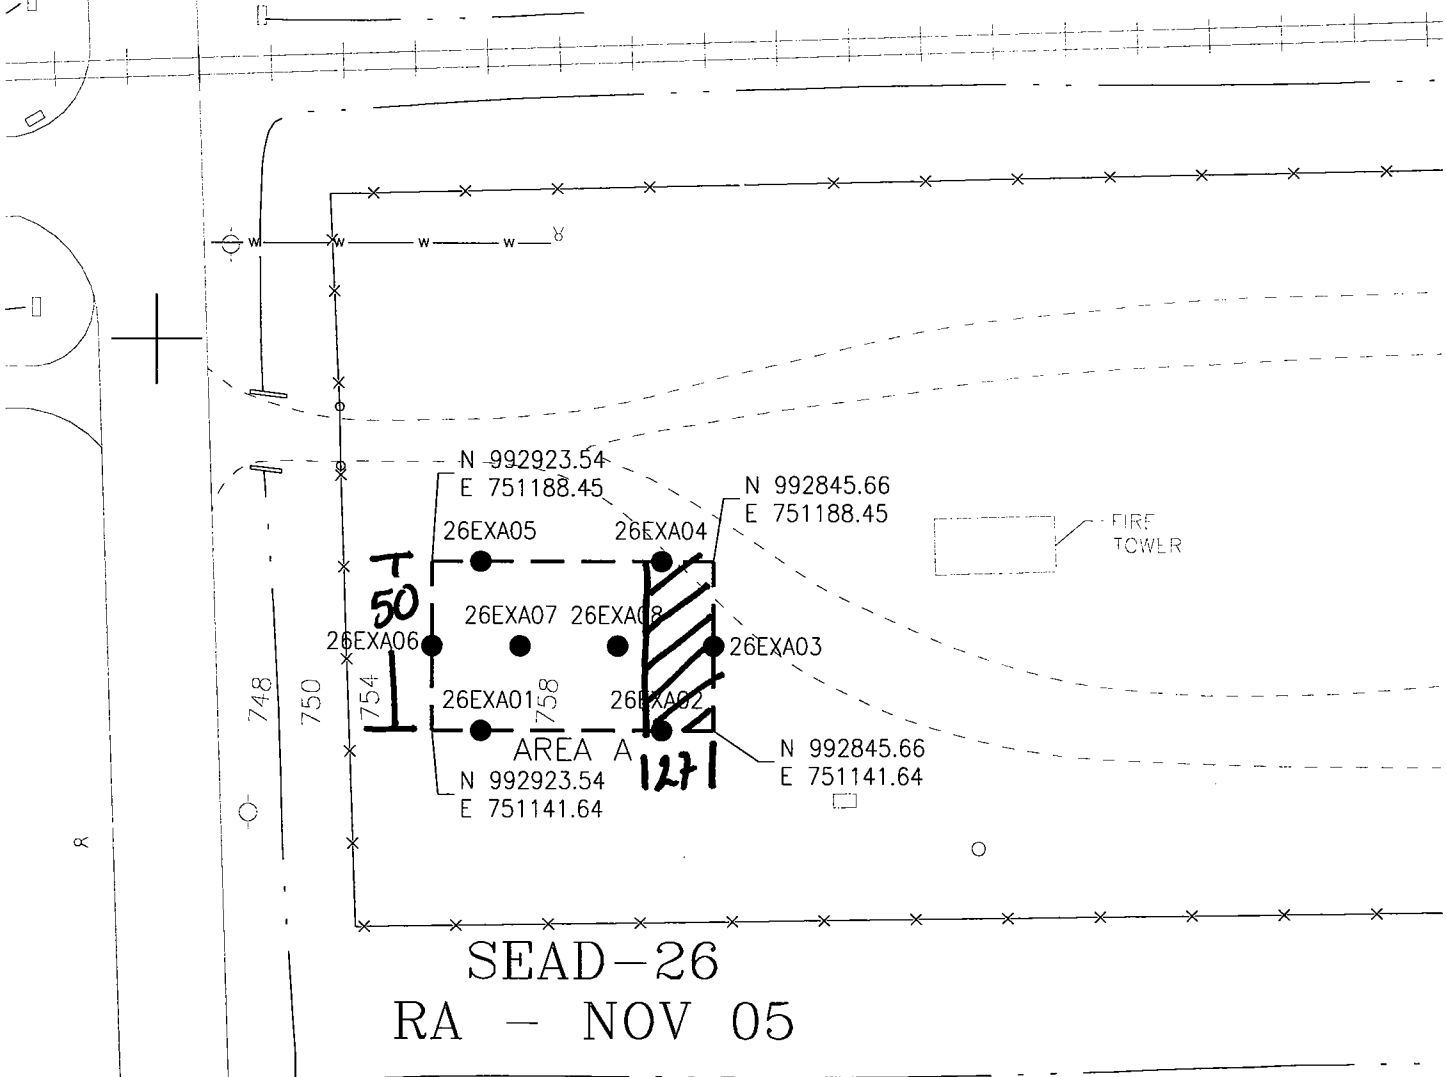 W W W W
N 992923.54
E 751188.45
N 992845.66
E 751188.45
26EXA05
26EXA04
FIRE
TOWER
50
26EXA07
26EXA08
26EXA06
26EXA03
748
750
754
758
26EXA01
26EXA02
AREA A
127
N 992845.66
E 751141.64
N 992923.54
E 751141.64
SEAD-26
RA - NOV 05